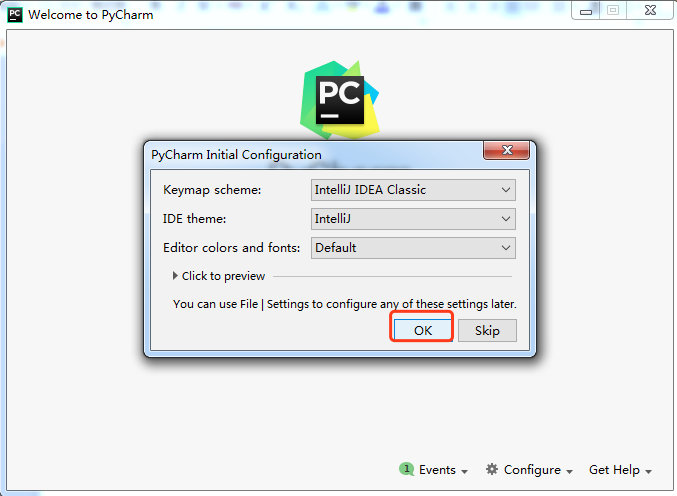 Welcome to PyCharm
PC
PyCharm Initial Configuration
Keymap scheme: IntelliJ IDEA Classic
IDE theme: IntelliJ
Editor colors and fonts: Default
Click to preview
You can use File | Settings to configure any of these settings later.
OK Skip
1 Events Configure Get Help